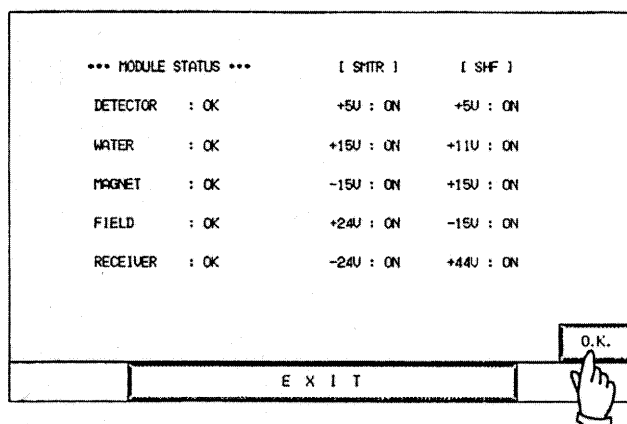 *** MODULE STATUS *** [ SMTR ] [ SHF ]
DETECTOR : OK +5V : ON +5V : ON
WATER : OK +15V : ON +11V : ON
MAGNET : OK -15V : ON +15V : ON
FIELD : OK +24V : ON -15V : ON
RECEIVER : OK -24V : ON +44V : ON
O.K.
E X I T